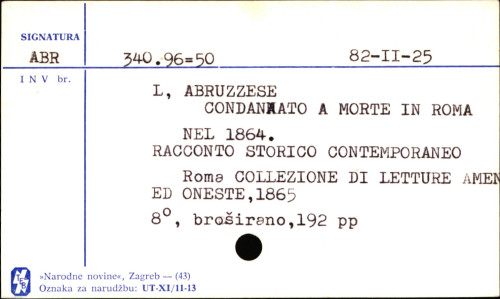 SIGNATURA
ABR 340.96=50 82-II-25
I N V br.
L, ABRUZZESE
CONDANNATO A MORTE IN ROMA
NEL 1864.
RACCONTO STORICO CONTEMPORANEO
Roma COLLEZIONE DI LETTURE AMEN
ED ONESTE,1865
8°, broširano,192 pp
»Narodne novine«, Zagreb — (43)
Oznaka za narudžbu: UT-XI/11-13